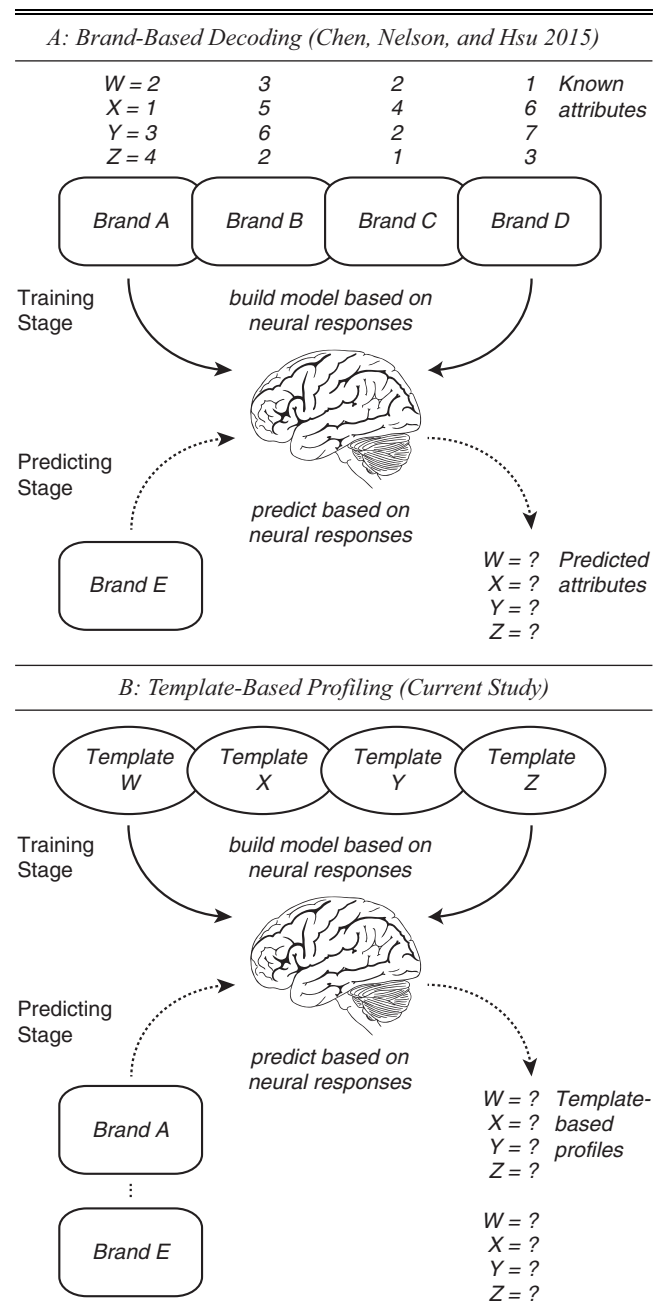 A: Brand-Based Decoding (Chen, Nelson, and Hsu 2015)
W = 2 3 2 1 Known
X = 1 5 4 6 attributes
Y = 3 6 2 7
Z = 4 2 1 3
Brand A Brand B Brand C Brand D
Training
Stage
build model based on
neural responses
Predicting
Stage
predict based on
neural responses
Brand E
W = ? Predicted
X = ? attributes
Y = ?
Z = ?
B: Template-Based Profiling (Current Study)
Template Template Template Template
W X Y Z
Training
Stage
build model based on
neural responses
Predicting
Stage
predict based on
neural responses
Brand A
W = ? Template-
X = ? based
Y = ? profiles
Z = ?
⋮
Brand E
W = ?
X = ?
Y = ?
Z = ?